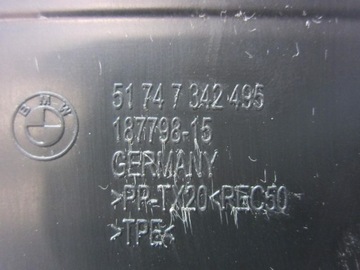 BMW
51 74 7 342 495
187798-15
GERMANY
>PP-TX20<REC50
>TPE<